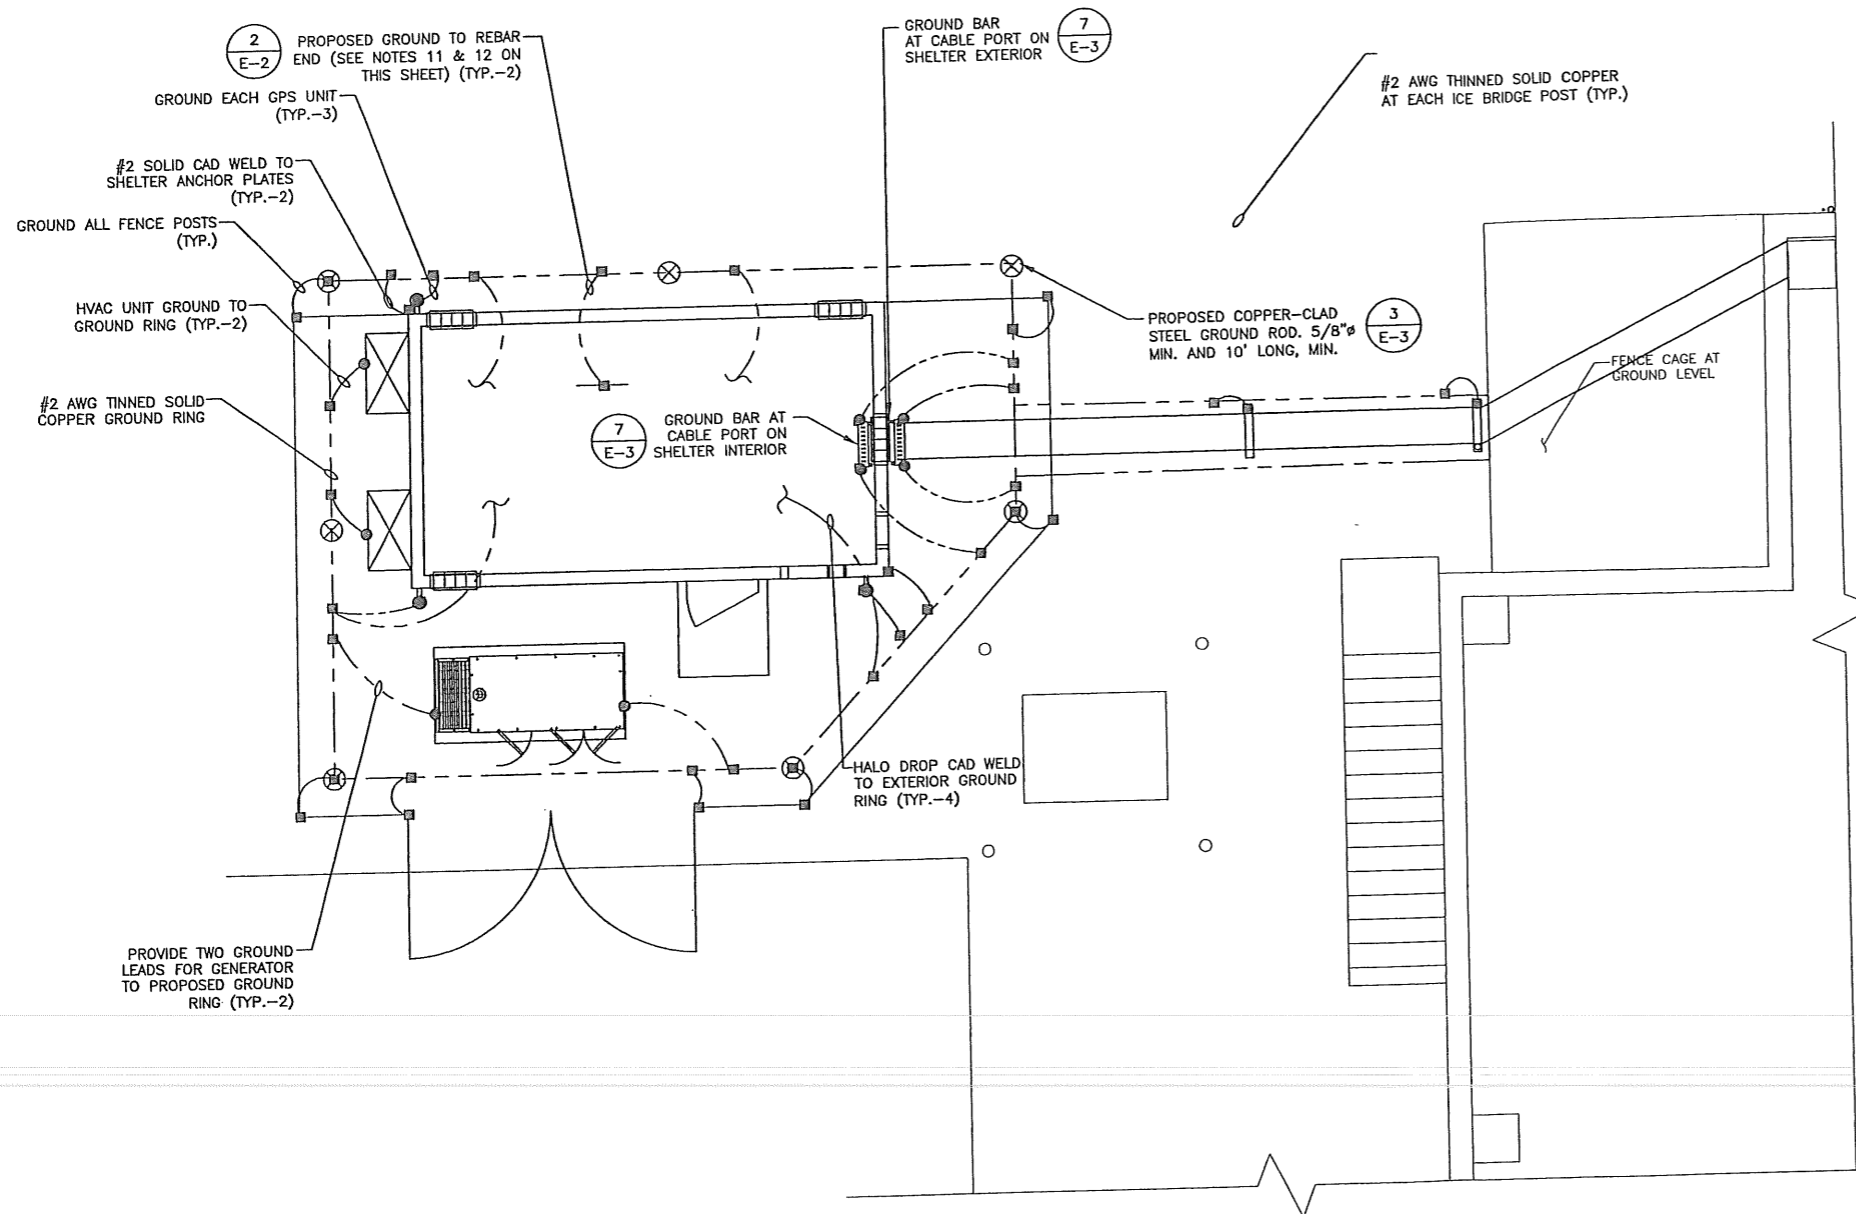 2
E-2
PROPOSED GROUND TO REBAR
END (SEE NOTES 11 & 12 ON
THIS SHEET) (TYP.-2)
GROUND EACH GPS UNIT
(TYP.-3)
#2 SOLID CAD WELD TO
SHELTER ANCHOR PLATES
(TYP.-2)
GROUND ALL FENCE POSTS
(TYP.)
HVAC UNIT GROUND TO
GROUND RING (TYP.-2)
#2 AWG TINNED SOLID
COPPER GROUND RING
GROUND BAR
AT CABLE PORT ON
SHELTER EXTERIOR
7
E-3
#2 AWG THINNED SOLID COPPER
AT EACH ICE BRIDGE POST (TYP.)
PROPOSED COPPER-CLAD
STEEL GROUND ROD. 5/8"ø
MIN. AND 10' LONG, MIN.
3
E-3
FENCE CAGE AT
GROUND LEVEL
7
E-3
GROUND BAR AT
CABLE PORT ON
SHELTER INTERIOR
HALO DROP CAD WELD
TO EXTERIOR GROUND
RING (TYP.-4)
PROVIDE TWO GROUND
LEADS FOR GENERATOR
TO PROPOSED GROUND
RING (TYP.-2)